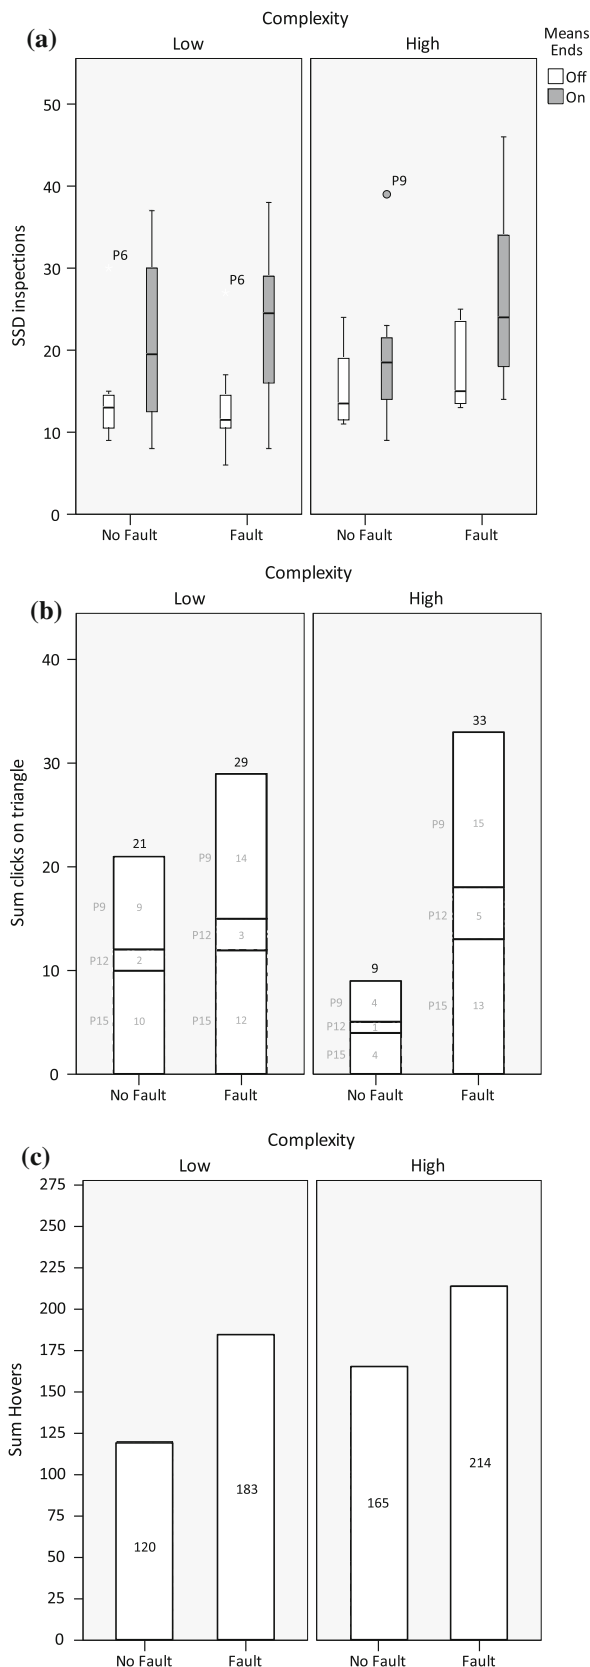 Complexity
(a)
Low
High
Means
Ends
Off
On
50
40
30
20
10
0
SSD inspections
P6
P6
P9
No Fault
Fault
No Fault
Fault
Complexity
(b)
Low
High
40
30
20
10
0
Sum clicks on triangle
21
P9
9
P12
2
P15
10
29
P9
14
P12
3
P15
12
9
P9
4
P12
1
P15
4
33
P9
15
P12
5
P15
13
No Fault
Fault
No Fault
Fault
Complexity
(c)
Low
High
275
250
225
200
175
150
125
100
75
50
25
0
Sum Hovers
120
183
165
214
No Fault
Fault
No Fault
Fault